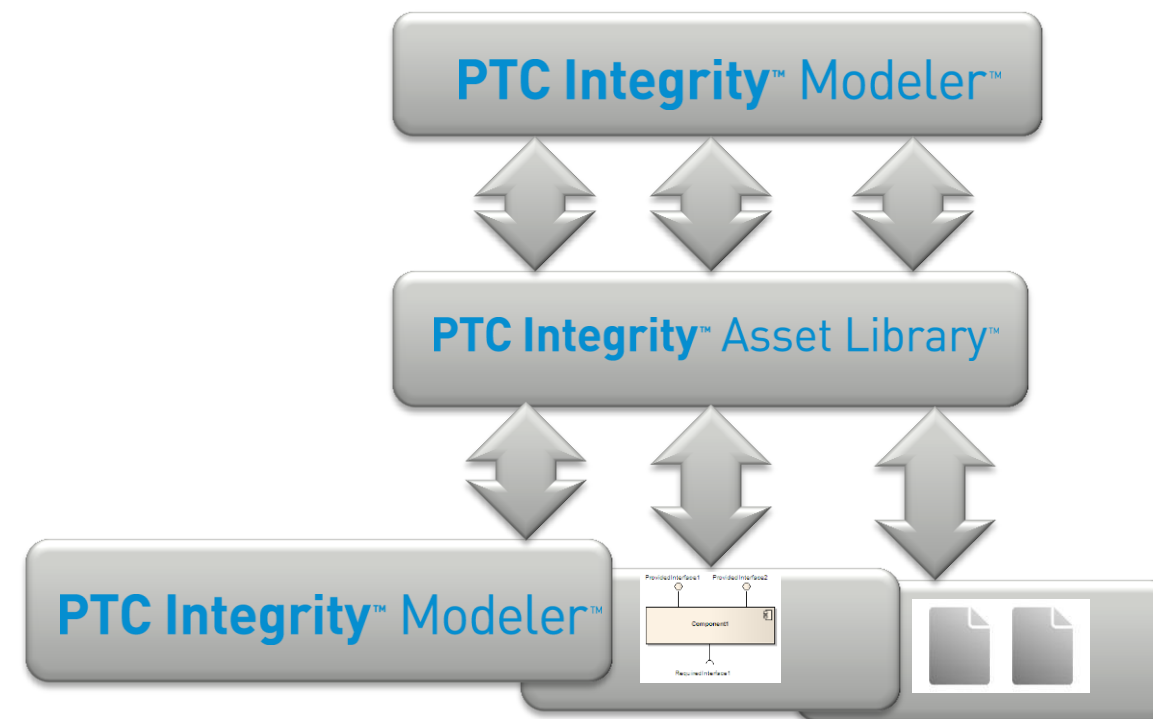 PTC Integrity™ Modeler™
PTC Integrity™ Asset Library™
PTC Integrity™ Modeler™
ProvidedInterface1 ProvidedInterface2
Component1
RequiredInterface1